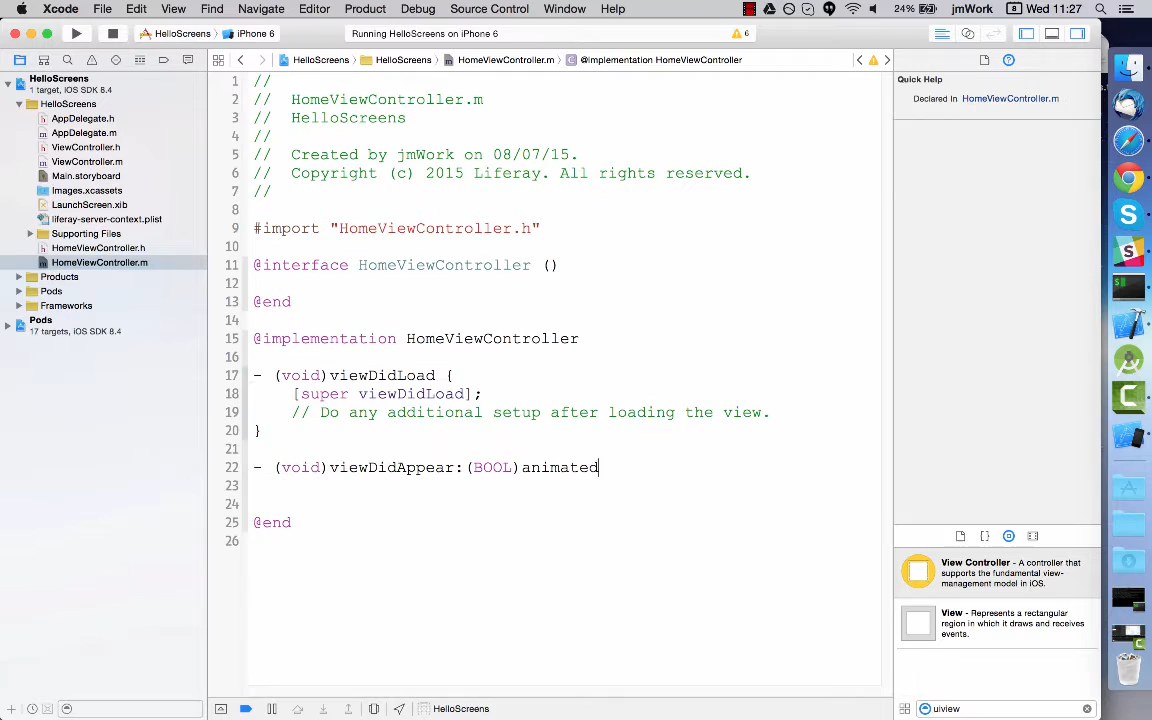 Xcode File Edit View Find Navigate Editor Product Debug Source Control Window Help 24% jmWork 8 Wed 11:27
HelloScreens iPhone 6 Running HelloScreens on iPhone 6 6
HelloScreens HelloScreens HomeViewController.m @implementation HomeViewController
HelloScreens
1 target, iOS SDK 8.4
HelloScreens
AppDelegate.h
AppDelegate.m
ViewController.h
ViewController.m
Main.storyboard
Images.xcassets
LaunchScreen.xib
liferay-server-context.plist
Supporting Files
HomeViewController.h
HomeViewController.m
Products
Pods
Frameworks
Pods
17 targets, iOS SDK 8.4
1 //
2 // HomeViewController.m
3 // HelloScreens
4 //
5 // Created by jmWork on 08/07/15.
6 // Copyright (c) 2015 Liferay. All rights reserved.
7 //
8
9 #import "HomeViewController.h"
10
11 @interface HomeViewController ()
12
13 @end
14
15 @implementation HomeViewController
16
17 - (void)viewDidLoad {
18 [super viewDidLoad];
19 // Do any additional setup after loading the view.
20 }
21
22 - (void)viewDidAppear:(BOOL)animated
23
24
25 @end
26
Quick Help
Declared In HomeViewController.m
View Controller - A controller that
supports the fundamental view-
management model in iOS.
View - Represents a rectangular
region in which it draws and receives
events.
HelloScreens
uiview